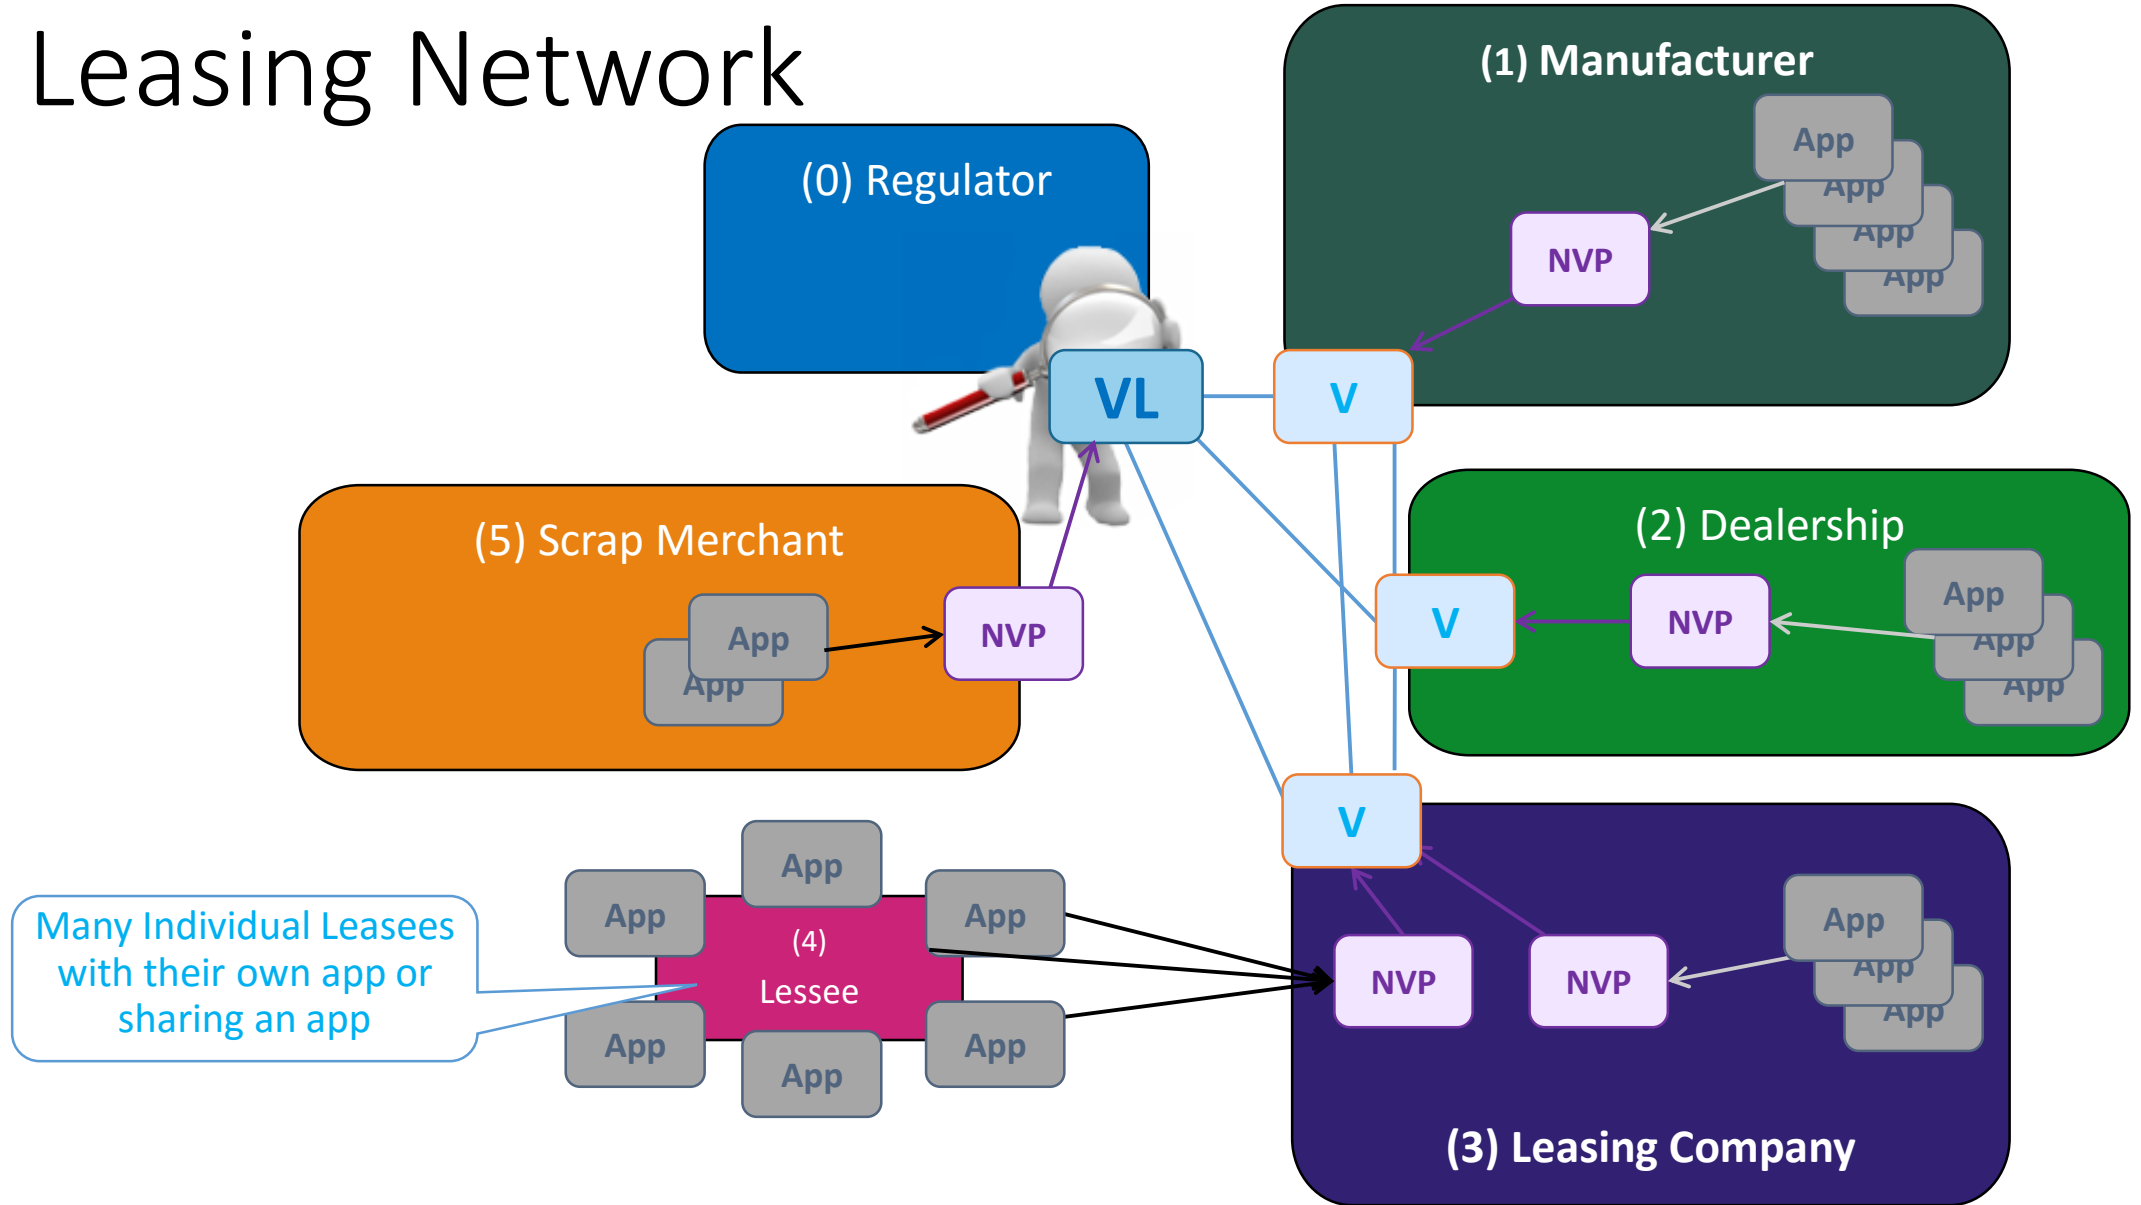 Leasing Network
(0) Regulator
(1) Manufacturer
App
App
App
App
NVP
VL
V
(5) Scrap Merchant
App
App
NVP
(2) Dealership
V
NVP
App
App
App
V
Many Individual Leasees
with their own app or
sharing an app
App
App
App
(4)
Lessee
App
App
App
NVP
NVP
App
App
App
(3) Leasing Company